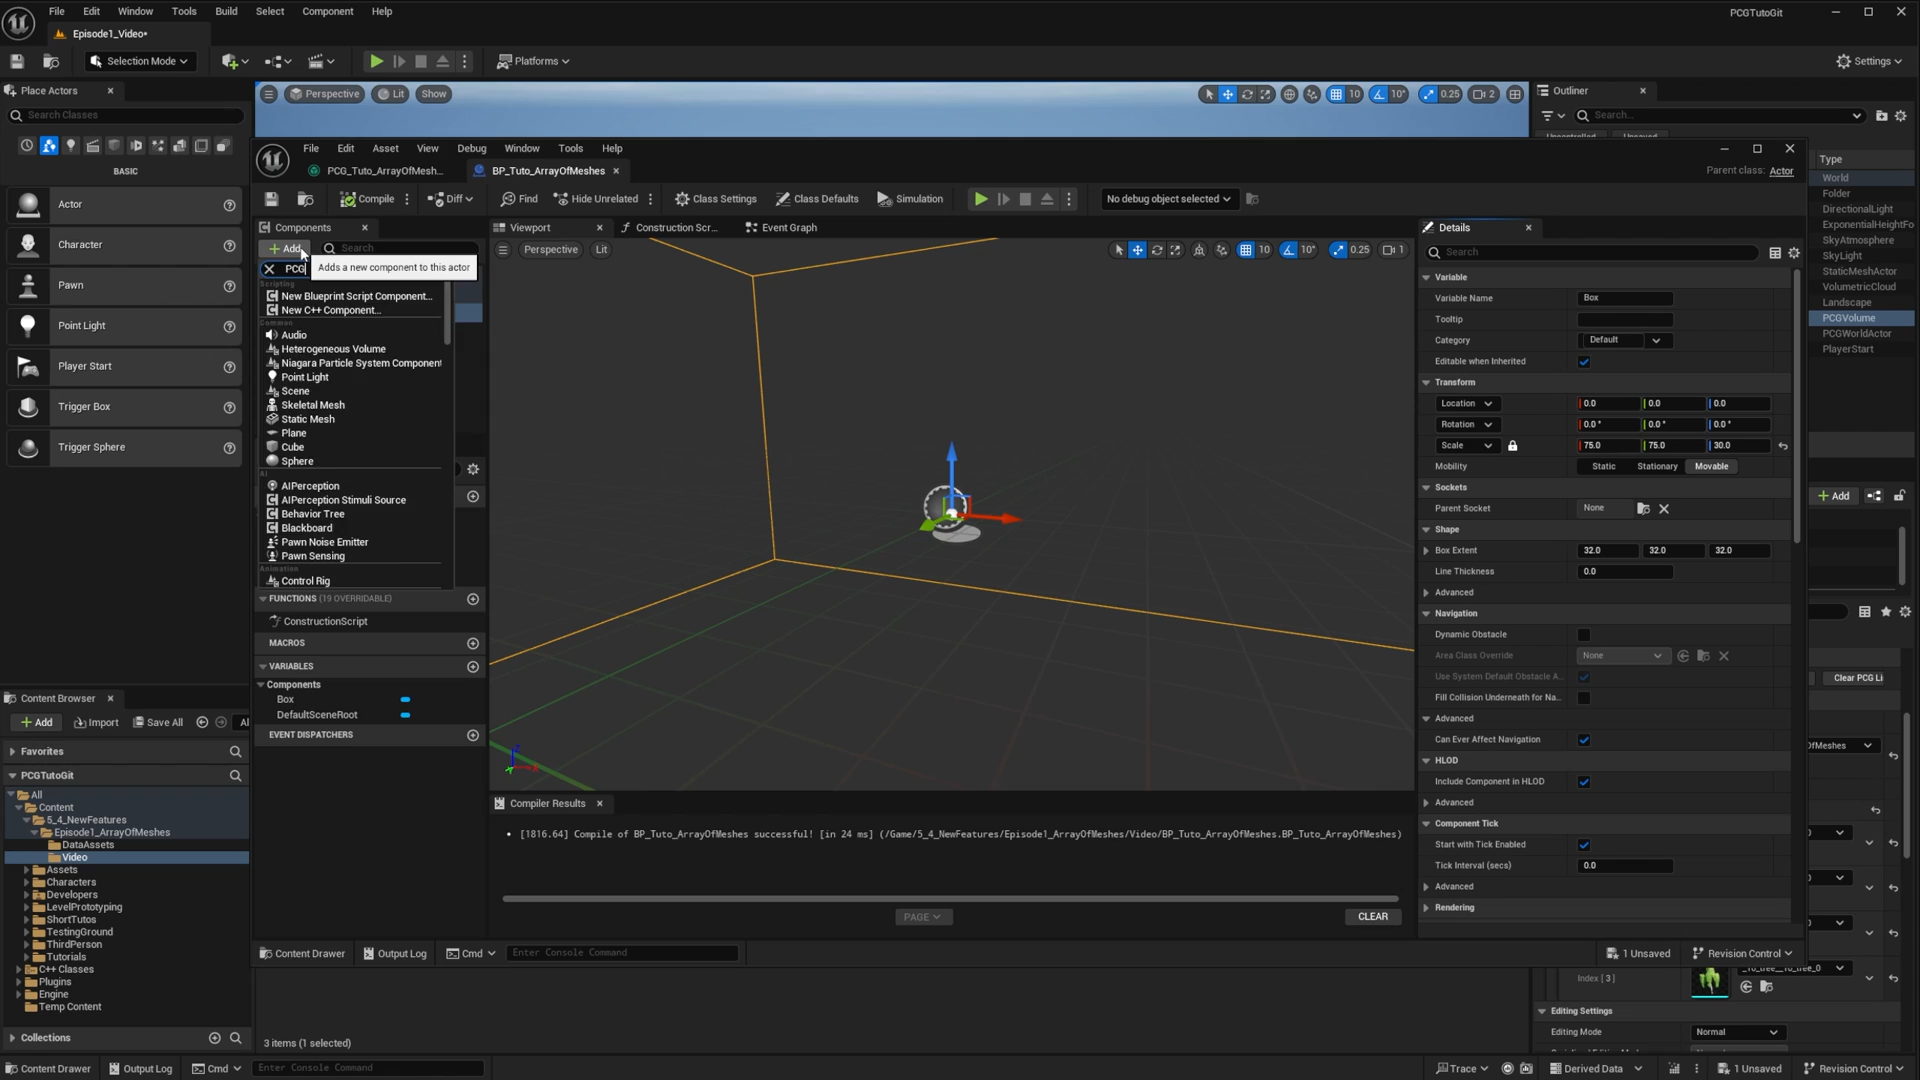 File Edit Window Tools Build Select Component Help
PCGTutoGit
Episode1_Video*
Selection Mode
Platforms
Settings
Place Actors
Search Classes
BASIC
Actor
Character
Pawn
Point Light
Player Start
Trigger Box
Trigger Sphere
Perspective Lit Show
10 10° 0.25 2
Outliner
Search...
Type
World
Folder
DirectionalLight
ExponentialHeightFo
SkyAtmosphere
SkyLight
StaticMeshActor
VolumetricCloud
Landscape
PCGVolume
PCGWorldActor
PlayerStart
File Edit Asset View Debug Window Tools Help
PCG_Tuto_ArrayOfMesh...
BP_Tuto_ArrayOfMeshes
Parent class: Actor
Compile
Diff
Find
Hide Unrelated
Class Settings
Class Defaults
Simulation
No debug object selected
Components
Add
Search
PCG
Adds a new component to this actor
Scripting
New Blueprint Script Component...
New C++ Component...
Common
Audio
Heterogeneous Volume
Niagara Particle System Component
Point Light
Scene
Skeletal Mesh
Static Mesh
Plane
Cube
Sphere
AI
AIPerception
AIPerception Stimuli Source
Behavior Tree
Blackboard
Pawn Noise Emitter
Pawn Sensing
Animation
Control Rig
FUNCTIONS (19 OVERRIDABLE)
ConstructionScript
MACROS
VARIABLES
Components
Box
DefaultSceneRoot
EVENT DISPATCHERS
Viewport
Construction Scr...
Event Graph
Perspective Lit
10 10° 0.35 1
Compiler Results
[1816.64] Compile of BP_Tuto_ArrayOfMeshes successful! [in 24 ms] (/Game/5_4_NewFeatures/Episode1_ArrayOfMeshes/Video/BP_Tuto_ArrayOfMeshes.BP_Tuto_ArrayOfMeshes)
PAGE
CLEAR
Details
Search
Variable
Variable Name Box
Tooltip
Category Default
Editable when Inherited
Transform
Location 0.0 0.0 0.0
Rotation 0.0° 0.0° 0.0°
Scale 75.0 75.0 30.0
Mobility Static Stationary Movable
Sockets
Parent Socket None
Shape
Box Extent 32.0 32.0 32.0
Line Thickness 0.0
Advanced
Navigation
Dynamic Obstacle
Area Class Override None
Use System Default Obstacle A...
Fill Collision Underneath for Na...
Advanced
Can Ever Affect Navigation
HLOD
Include Component in HLOD
Advanced
Component Tick
Start with Tick Enabled
Tick Interval (secs) 0.0
Advanced
Rendering
Content Drawer
Output Log
Cmd
Enter Console Command
1 Unsaved
Revision Control
Add
Clear PCG Li
OfMeshes
Index [ 3 ]
Editing Settings
Editing Mode Normal
Content Browser
Add
Import
Save All
Al
Favorites
PCGTutoGit
All
Content
5_4_NewFeatures
Episode1_ArrayOfMeshes
DataAssets
Video
Assets
Characters
Developers
LevelPrototyping
ShortTutos
TestingGround
ThirdPerson
Tutorials
C++ Classes
Plugins
Engine
Temp Content
Collections
3 items (1 selected)
Content Drawer
Output Log
Cmd
Enter Console Command
Trace
Derived Data
1 Unsaved
Revision Control